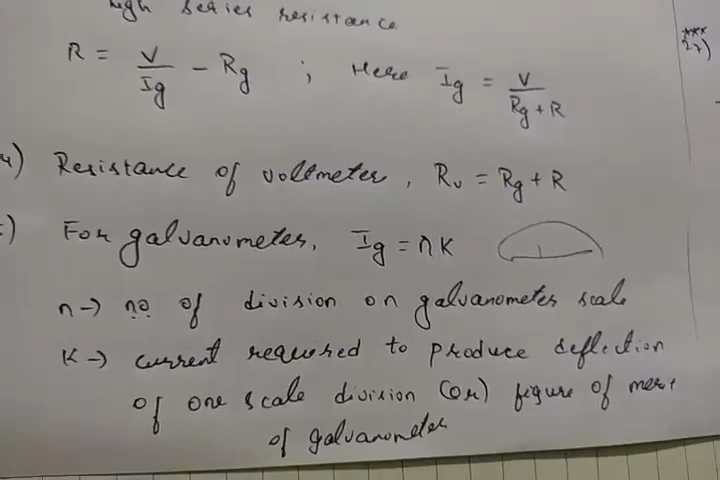 high series resistance
R = V/Ig - Rg ; Here Ig = V/(Rg + R)
4) Resistance of voltmeter, Rv = Rg + R
For galvanometer, Ig = nK
n → no of division on galvanometer scale
K → current required to produce deflection
of one scale division (or) figure of merit
of galvanometer
***
27)